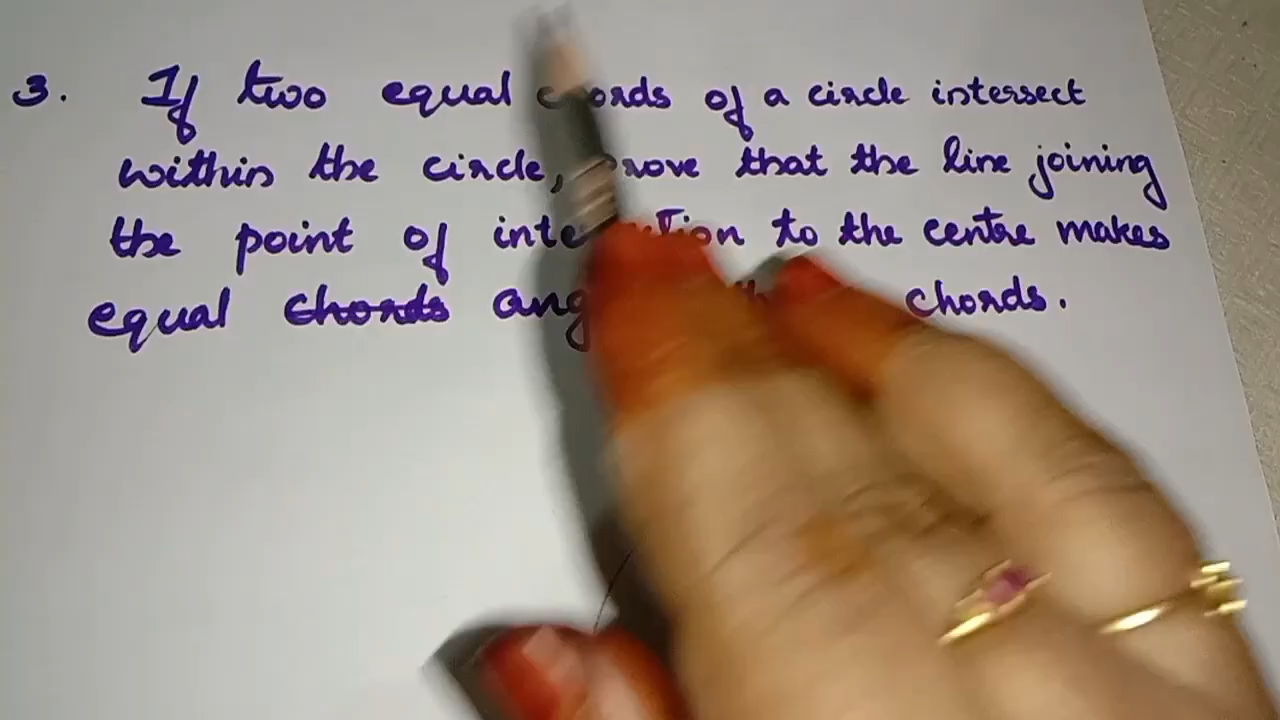 3. If two equal chords of a circle intersect
within the circle, prove that the line joining
the point of intersection to the centre makes
equal chords ang chords.